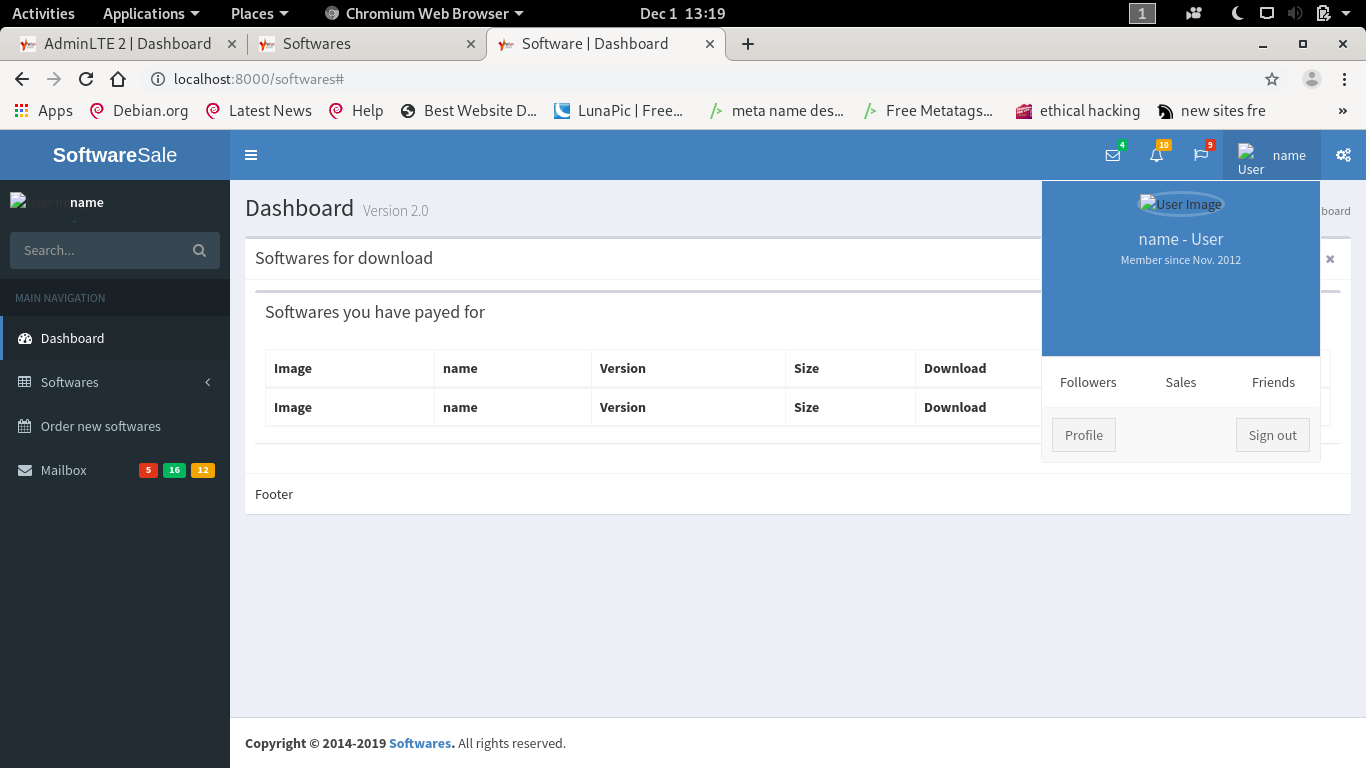 Activities Applications Places Chromium Web Browser Dec 1 13:19 1
AdminLTE 2 | Dashboard Softwares Software | Dashboard
localhost:8000/softwares#
Apps Debian.org Latest News Help Best Website D... LunaPic | Free... meta name des... Free Metatags... ethical hacking new sites fre »
SoftwareSale 4 10 9 User name
User Im name
Search...
MAIN NAVIGATION
Dashboard
Softwares
Order new softwares
Mailbox 5 16 12
Dashboard Version 2.0 board
Softwares for download
Softwares you have payed for
Image name Version Size Download
Image name Version Size Download
Footer
User Image
name - User
Member since Nov. 2012
Followers Sales Friends
Profile Sign out
Copyright © 2014-2019 Softwares. All rights reserved.